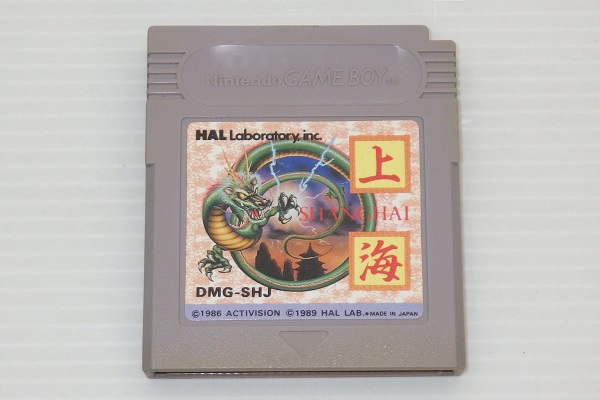 Nintendo GAME BOY TM
HAL Laboratory, inc.
上
SHANGHAI
海
DMG-SHJ
©1986 ACTIVISION ©1989 HAL LAB. ●MADE IN JAPAN